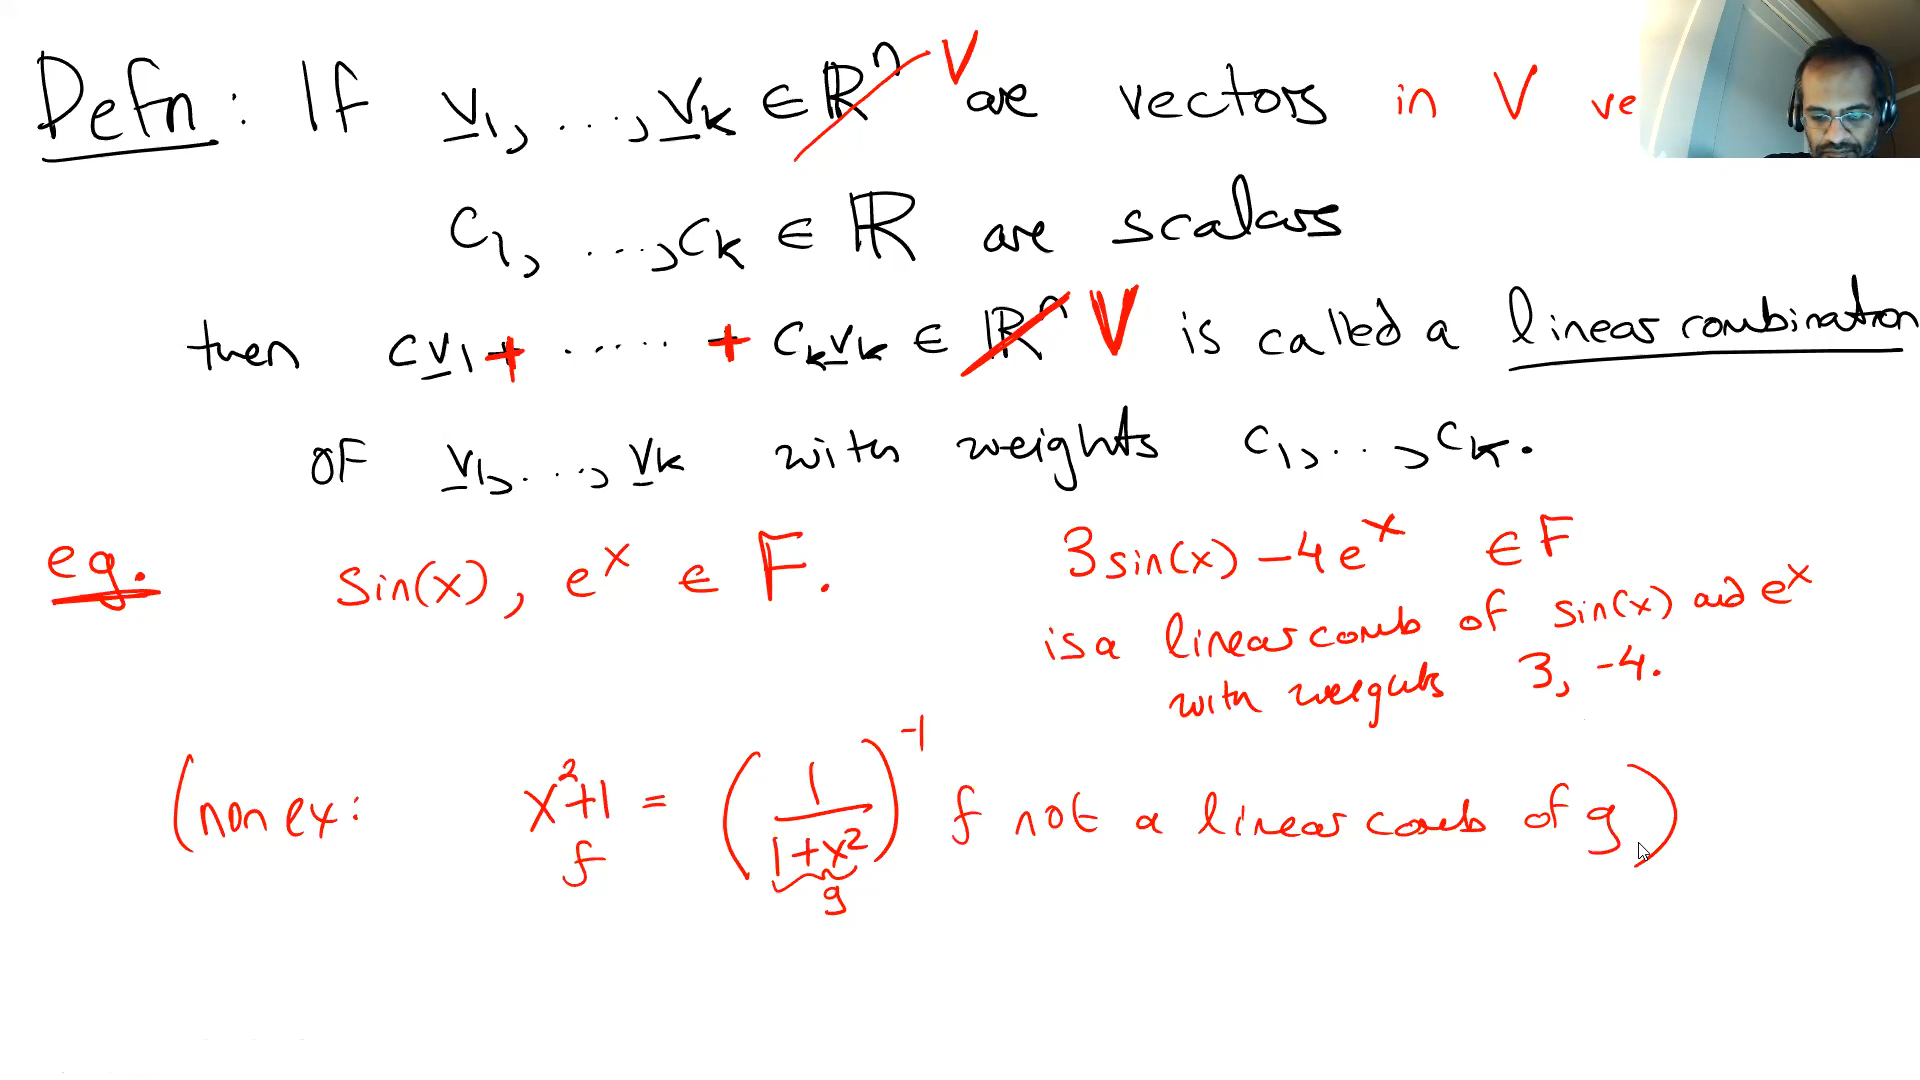 Defn: If v1, ..., vk ∈ ℝⁿ V are vectors in V ve
c1, ..., ck ∈ ℝ are scalars
then cv1 + ..... + ckvk ∈ ℝⁿ V is called a linear combination
OF v1, ..., vk with weights c1, ..., ck.
eg. sin(x), eˣ ∈ F. 3sin(x) - 4eˣ ∈ F
is a linear comb of sin(x) and eˣ
with weights 3, -4.
(non ex: x²+1 = (1/(1+x²))⁻¹ f not a linear comb of g)
f g